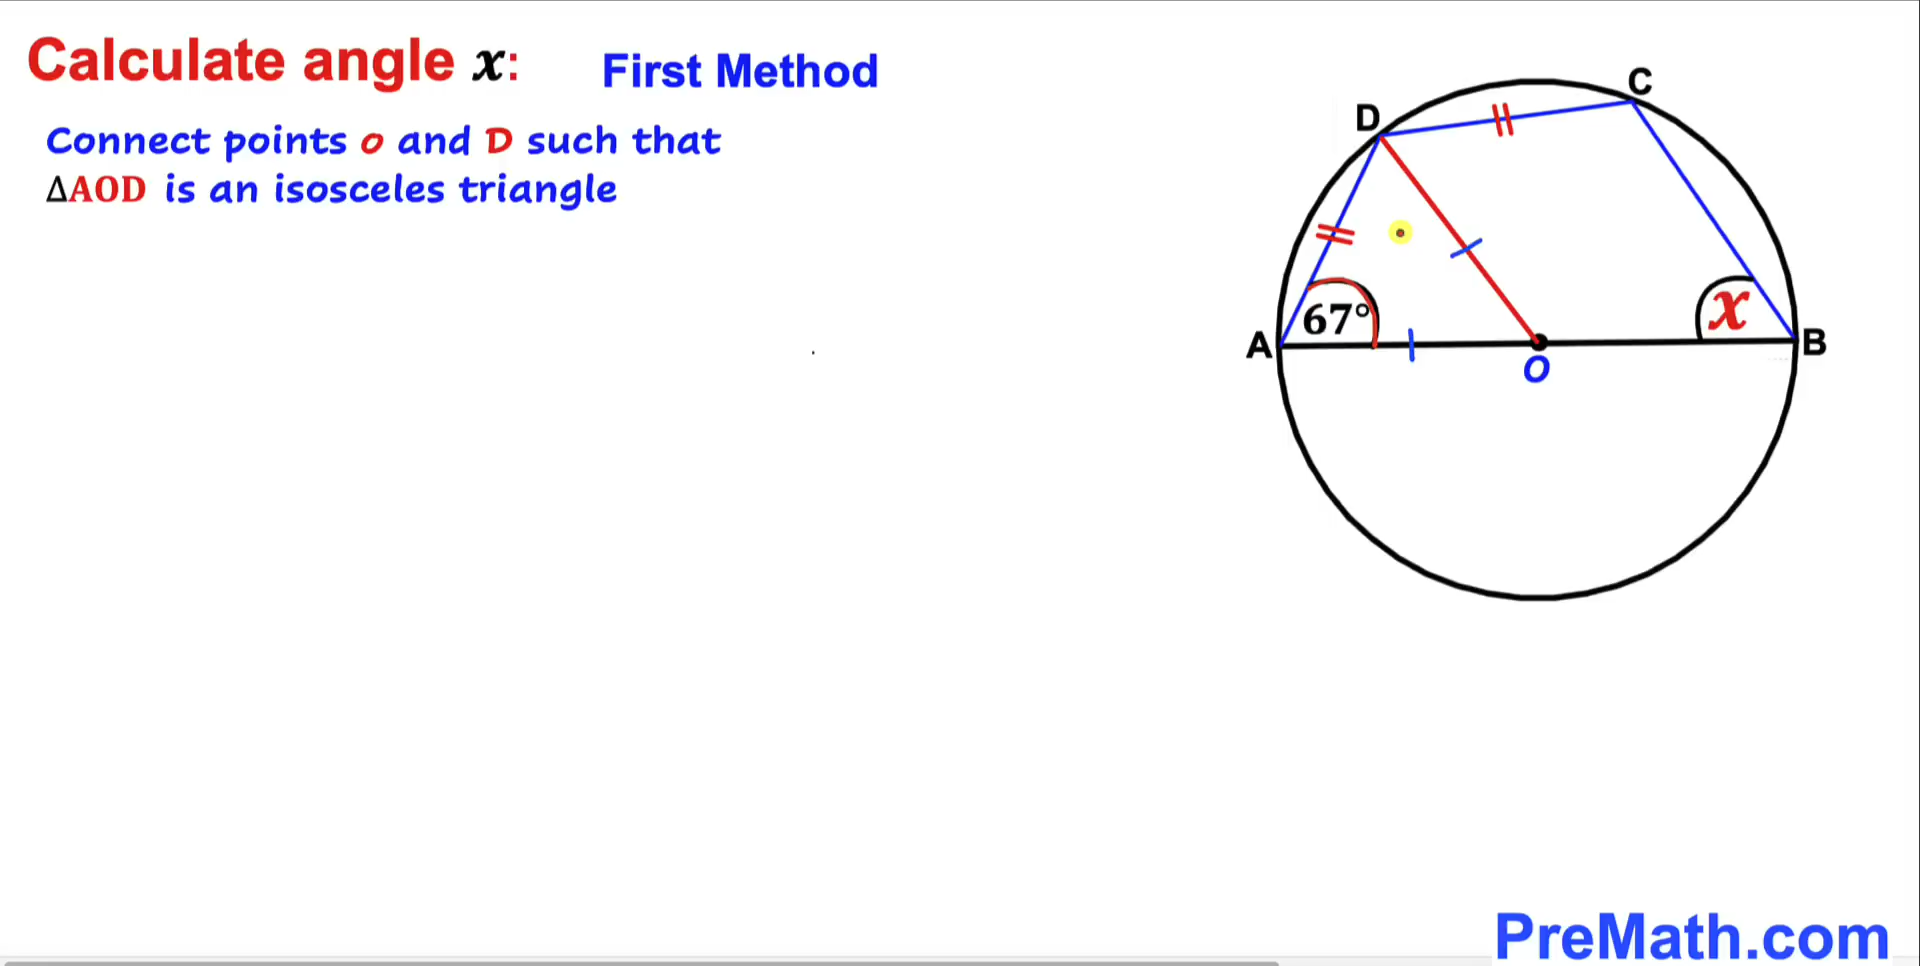 Calculate angle x:
First Method
Connect points o and D such that
ΔAOD is an isosceles triangle
C
D
67°
x
A
B
O
PreMath.com